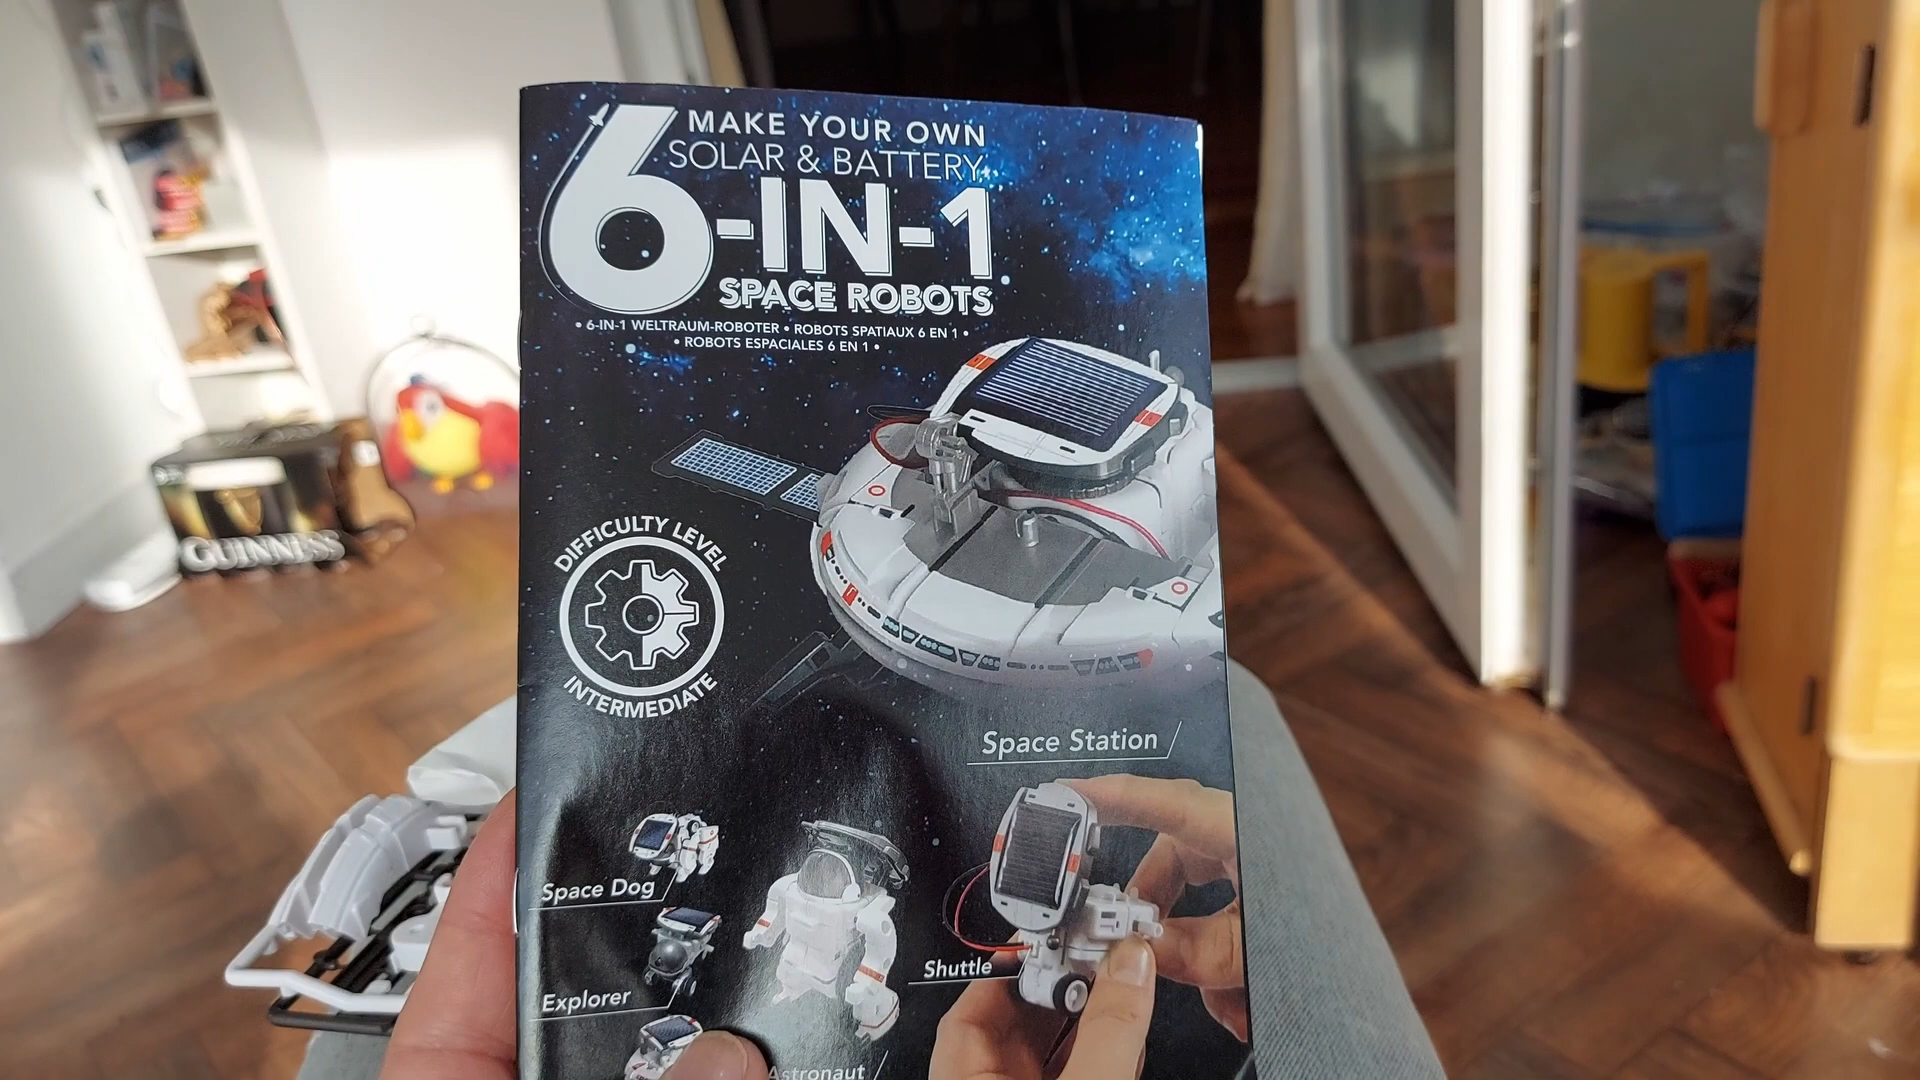 6
MAKE YOUR OWN
SOLAR & BATTERY
-IN-1
SPACE ROBOTS
• 6-IN-1 WELTRAUM-ROBOTER • ROBOTS SPATIAUX 6 EN 1 •
• ROBOTS ESPACIALES 6 EN 1 •
DIFFICULTY LEVEL
INTERMEDIATE
GUINNESS
Space Station
Space Dog
Shuttle
Explorer
Astronaut